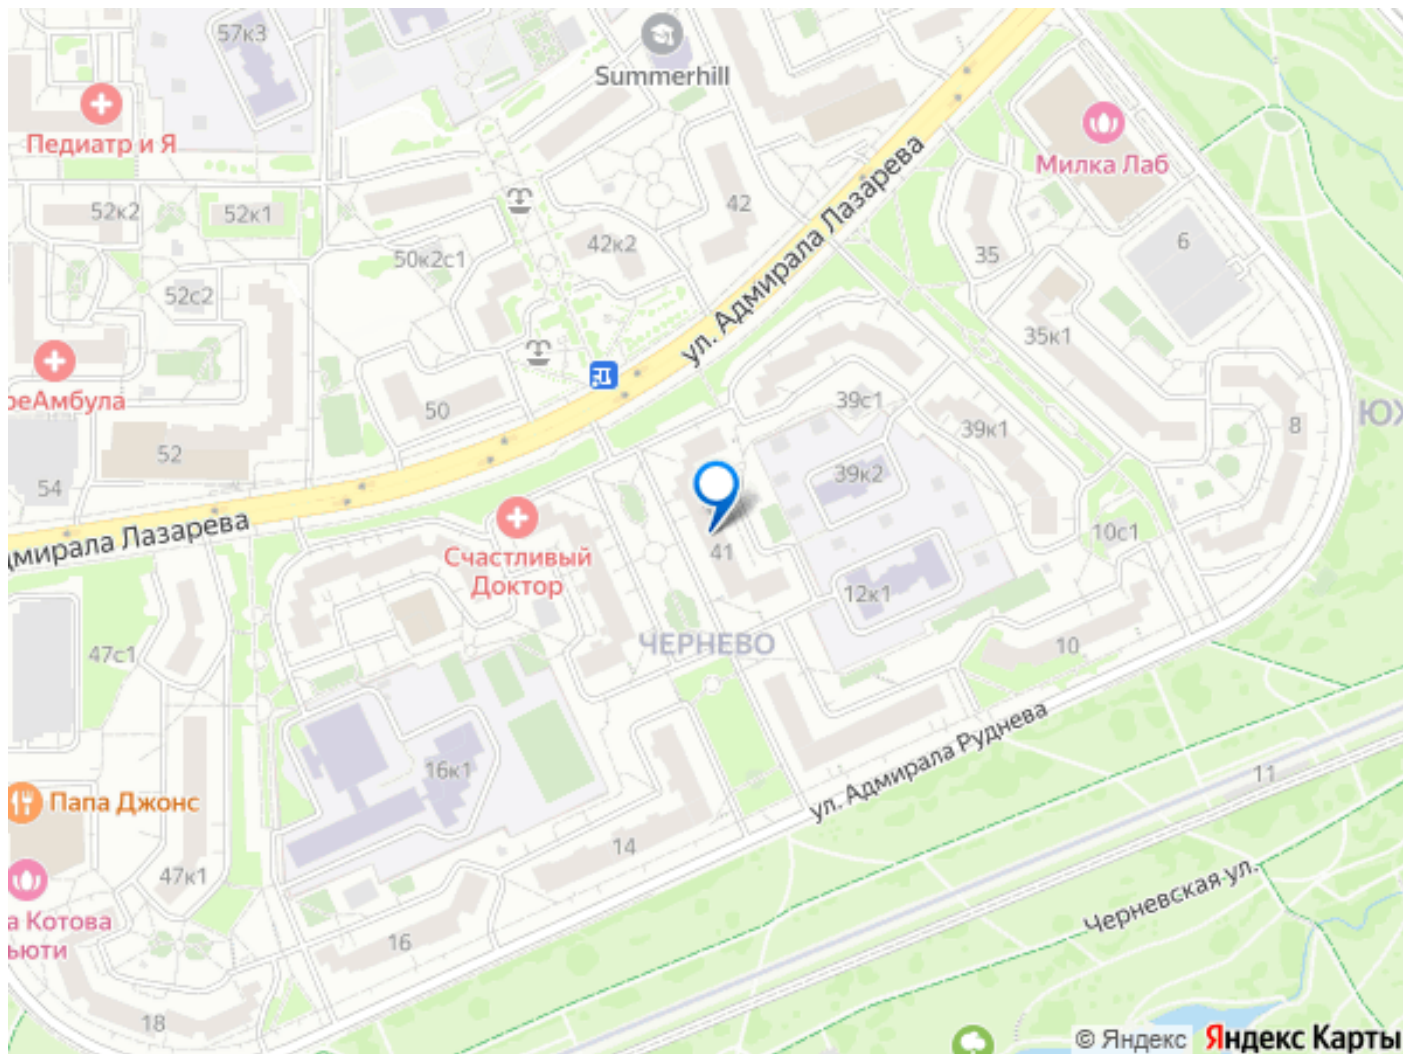 57к3
Summerhill
Педиатр и Я
Милка Лаб
52к2
52к1
42
ул. Адмирала Лазарева
50к2с1
42к2
35
6
52с2
35к1
реАмбула
50
39с1
39к1
8
ЮЖ
52
54
39к2
дмирала Лазарева
Счастливый
Доктор
41
10с1
12к1
ЧЕРНЕВО
47с1
10
ул. Адмирала Руднева
16к1
11
Папа Джонс
14
47к1
Черневская ул.
а Котова
ьюти
16
18
© Яндекс
Яндекс Карты